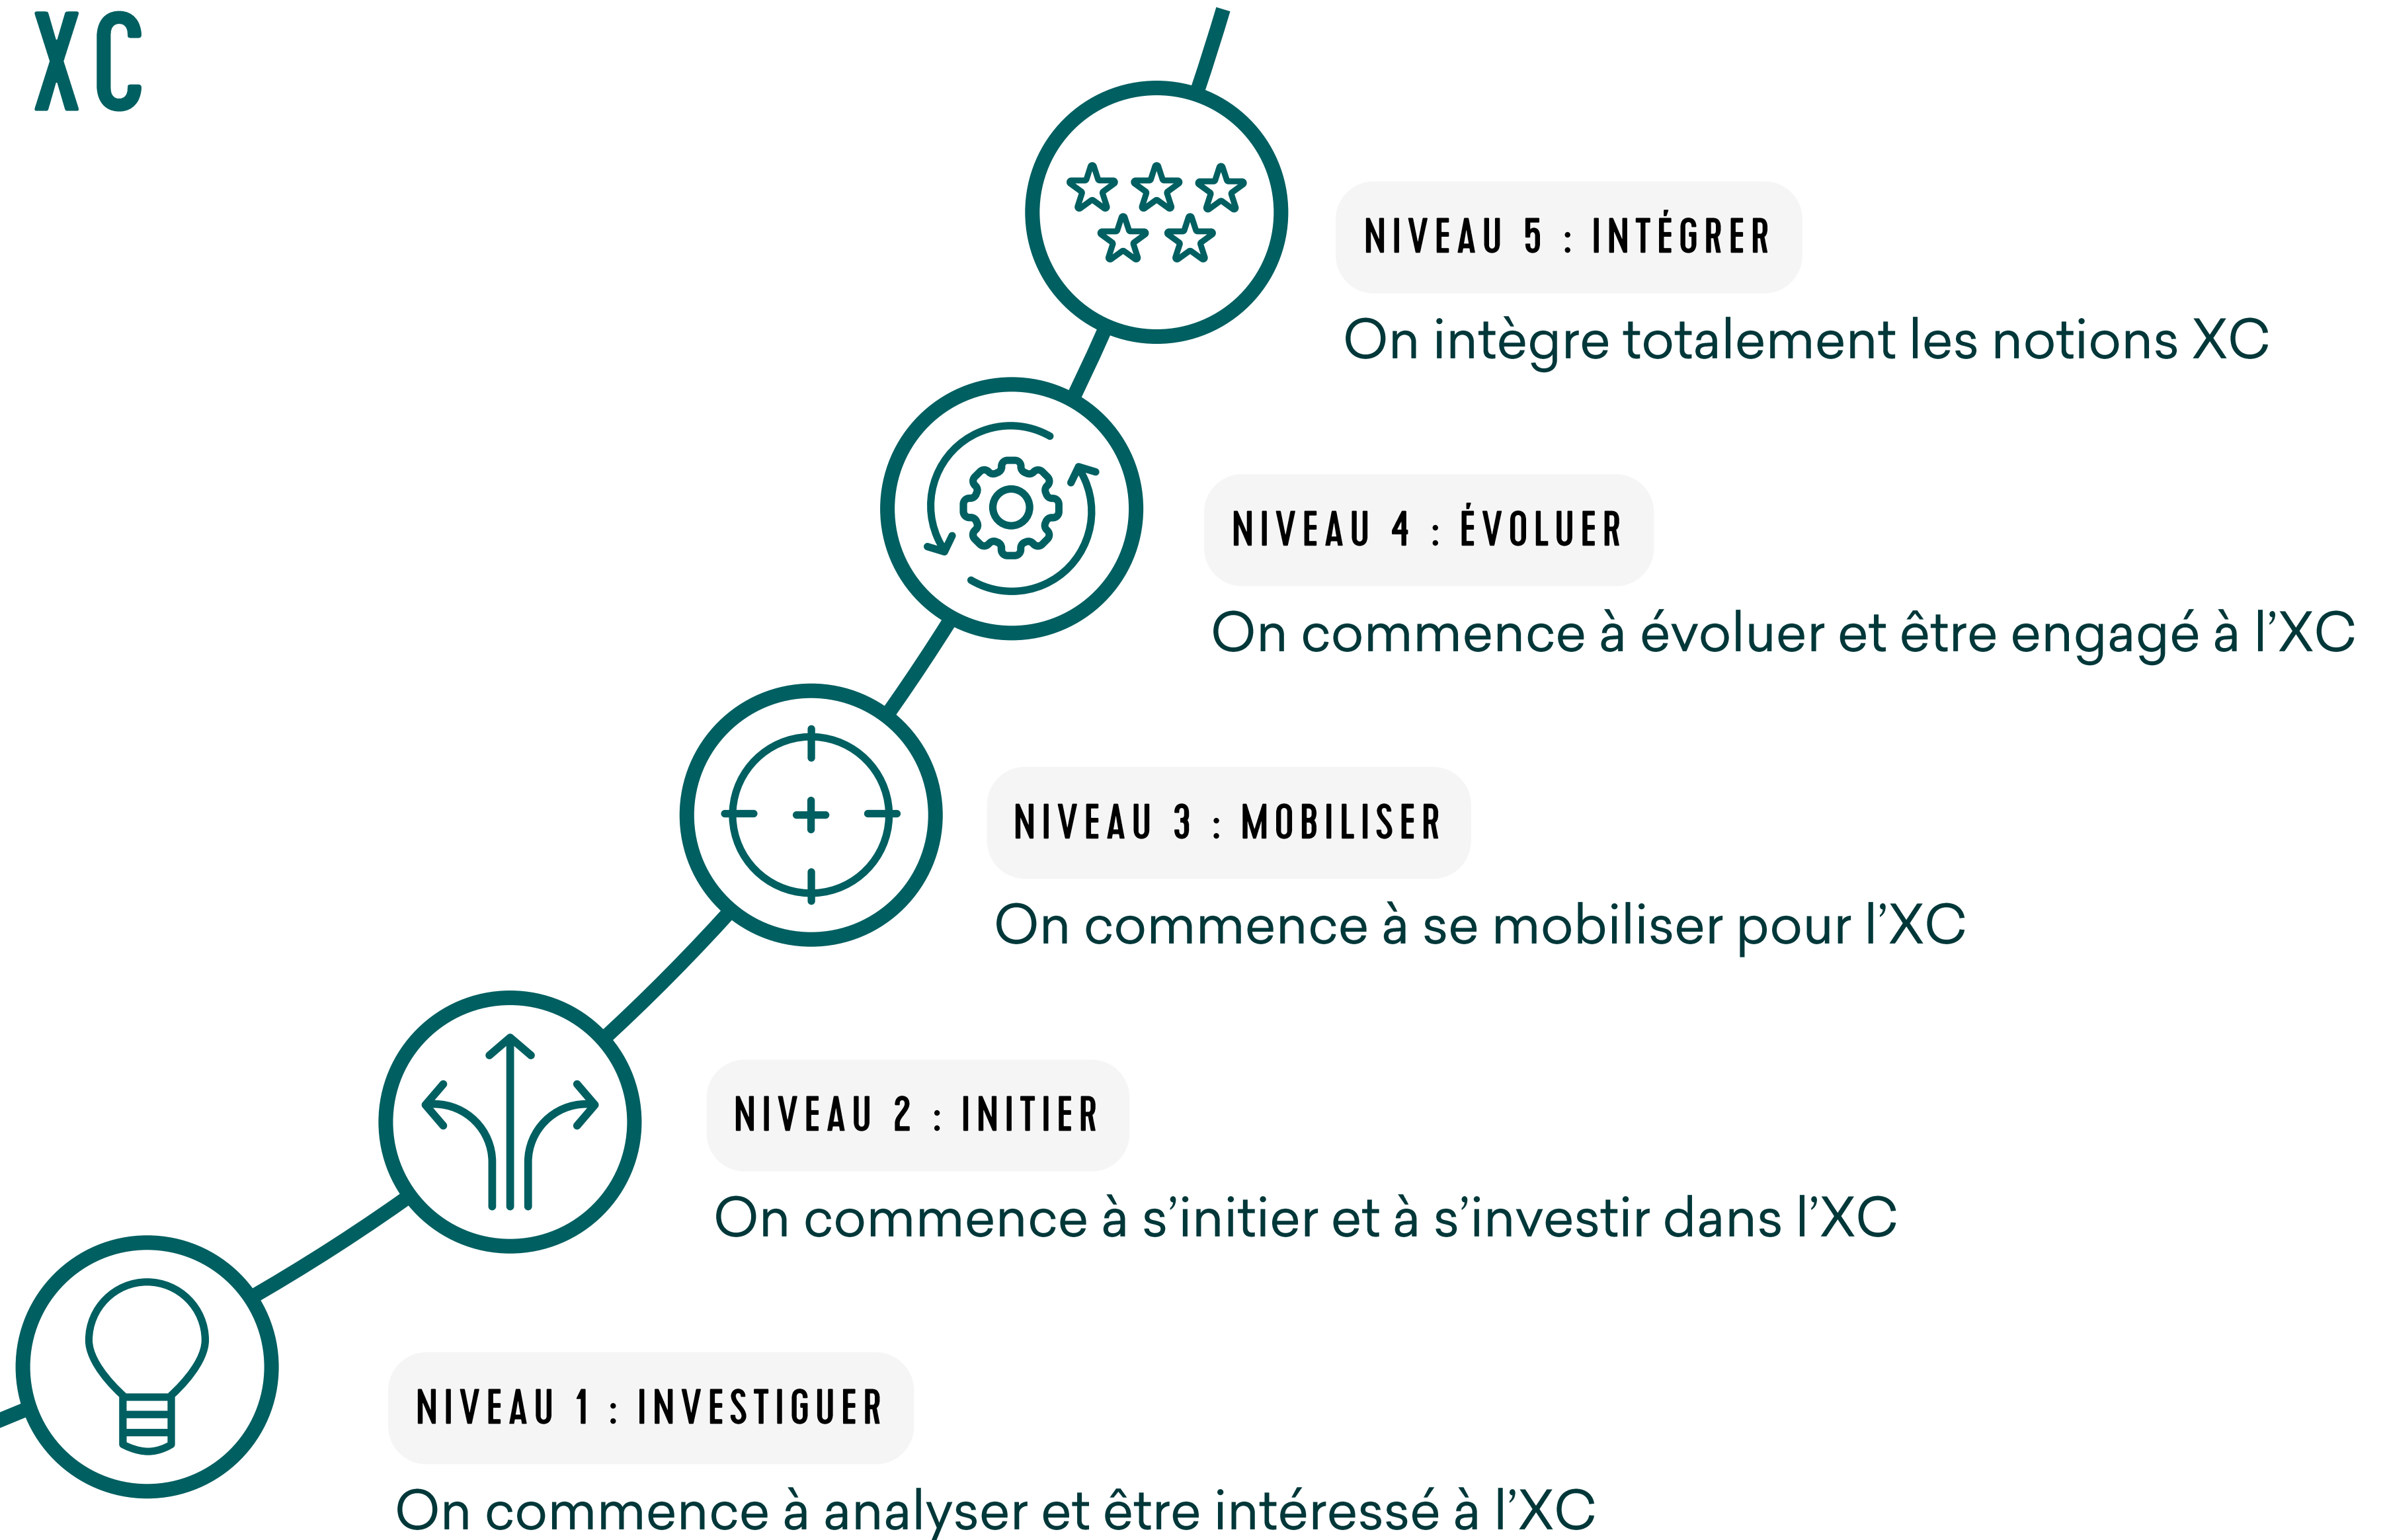 XC
NIVEAU 5 : INTÉGRER
On intègre totalement les notions XC
NIVEAU 4 : ÉVOLUER
On commence à évoluer et être engagé à l’XC
NIVEAU 3 : MOBILISER
On commence à se mobiliser pour l’XC
NIVEAU 2 : INITIER
On commence à s’initier et à s’investir dans l’XC
NIVEAU 1 : INVESTIGUER
On commence à analyser et être intéressé à l’XC